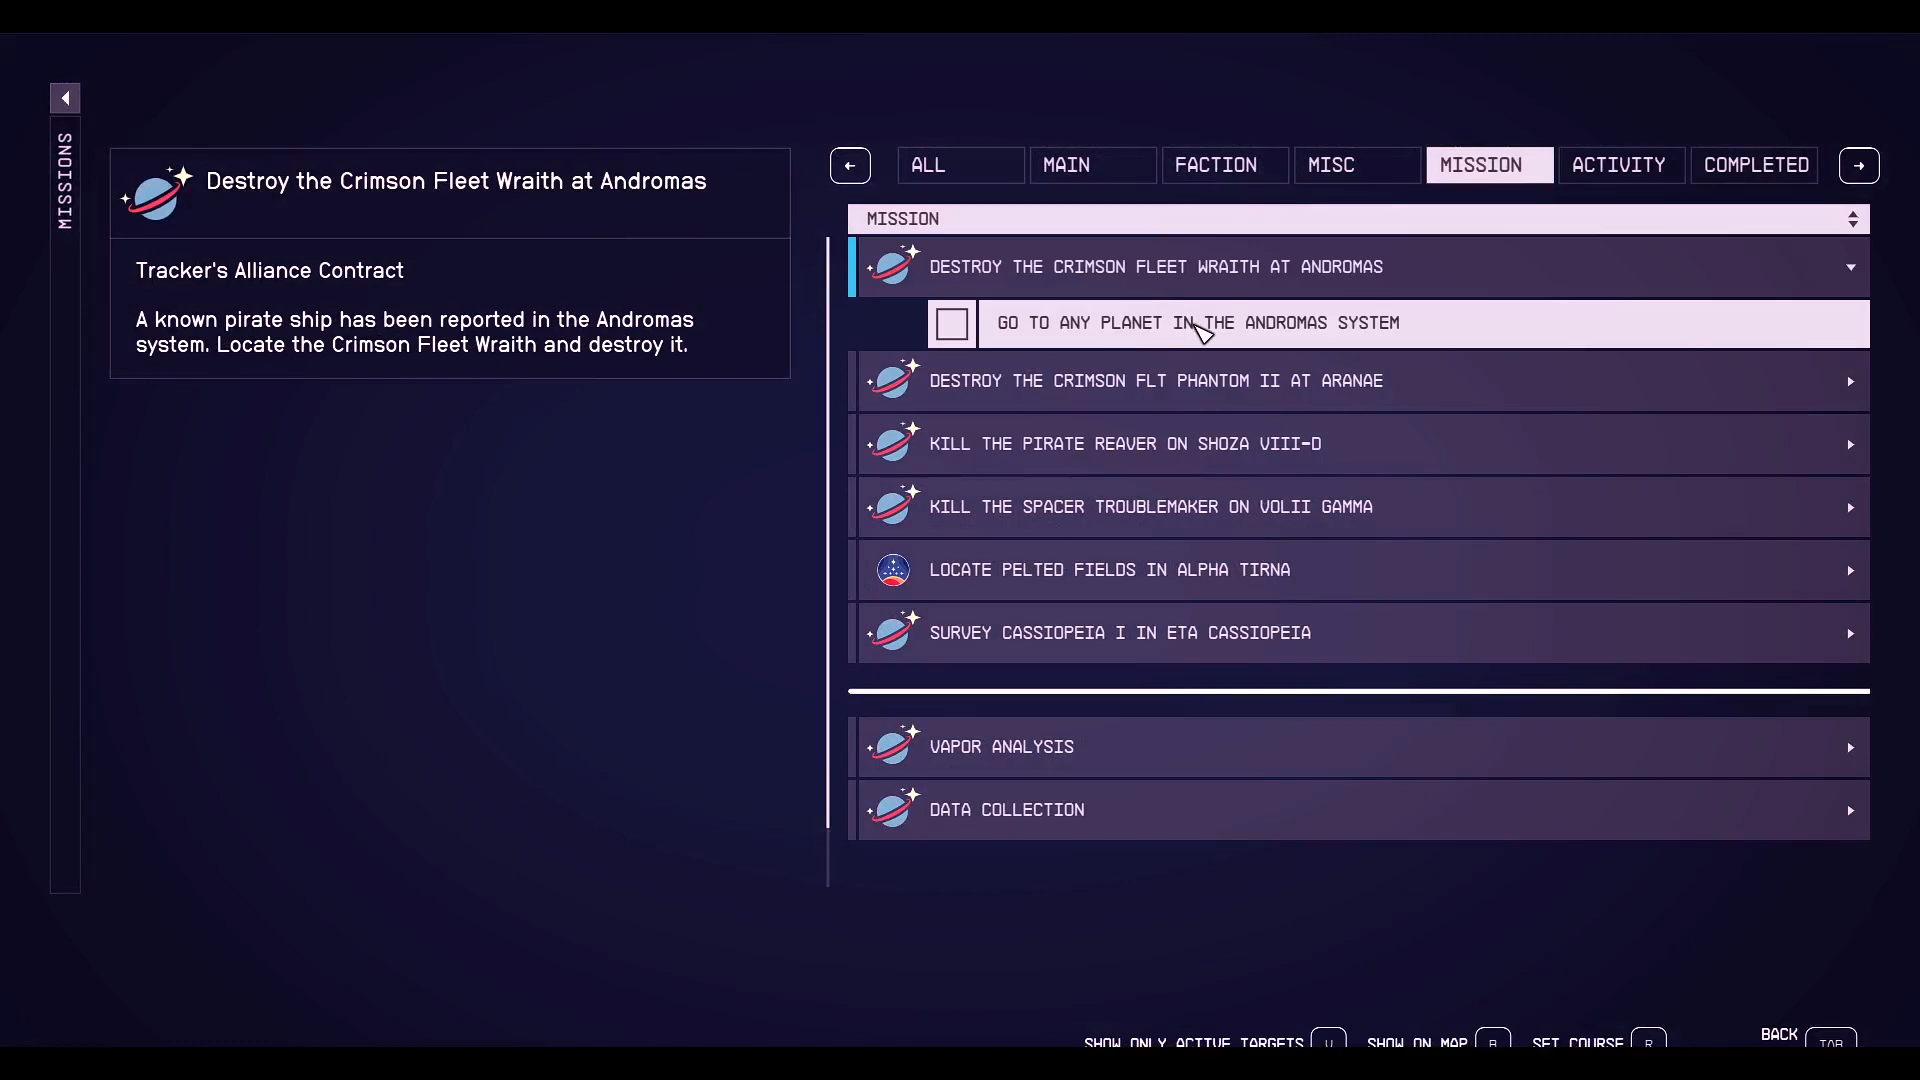 MISSIONS
Destroy the Crimson Fleet Wraith at Andromas
Tracker's Alliance Contract
A known pirate ship has been reported in the Andromas
system. Locate the Crimson Fleet Wraith and destroy it.
ALL MAIN FACTION MISC MISSION ACTIVITY COMPLETED
MISSION
DESTROY THE CRIMSON FLEET WRAITH AT ANDROMAS
GO TO ANY PLANET IN THE ANDROMAS SYSTEM
DESTROY THE CRIMSON FLT PHANTOM II AT ARANAE
KILL THE PIRATE REAVER ON SHOZA VIII-D
KILL THE SPACER TROUBLEMAKER ON VOLII GAMMA
LOCATE PELTED FIELDS IN ALPHA TIRNA
SURVEY CASSIOPEIA I IN ETA CASSIOPEIA
VAPOR ANALYSIS
DATA COLLECTION
SHOW ONLY ACTIVE TARGETS SHOW ON MAP SET COURSE R BACK TAB